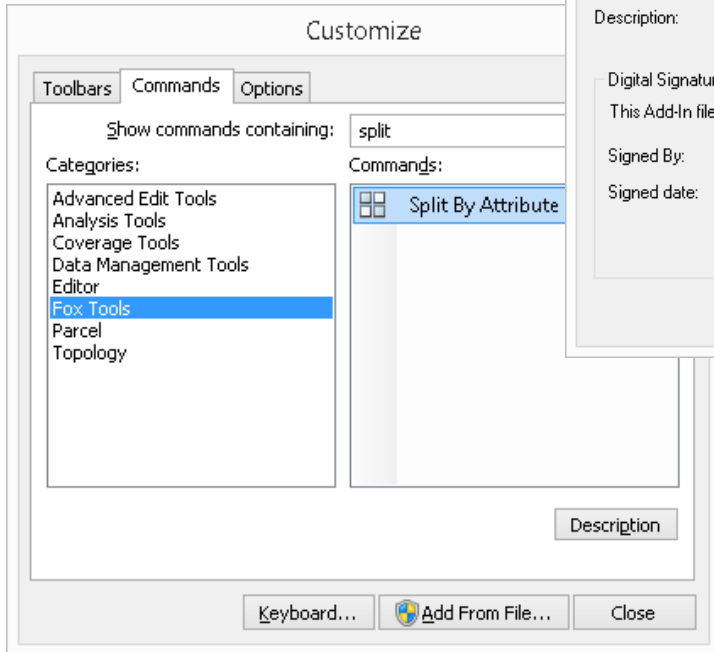 Customize
Toolbars Commands Options
Show commands containing: split
Categories:
Commands:
Advanced Edit Tools
Analysis Tools
Coverage Tools
Data Management Tools
Editor
Fox Tools
Parcel
Topology
Split By Attribute
Description
Keyboard... Add From File... Close
Description:
Digital Signatur
This Add-In file
Signed By:
Signed date: